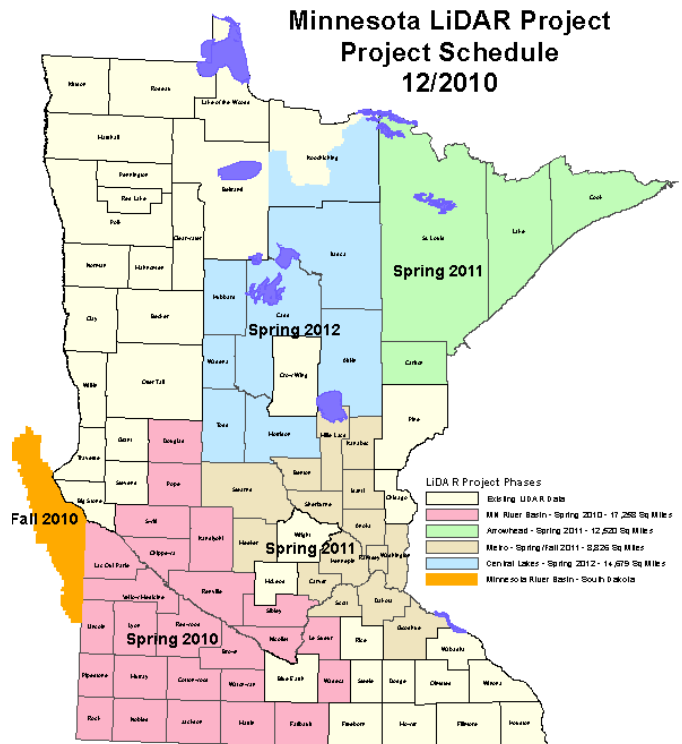 Minnesota LiDAR Project
Project Schedule
12/2010
Kittson
Roseau
Lake of the Woods
Marshall
Koochiching
Pennington
Beltrami
Red Lake
Cook
Polk
St. Louis
Lake
Clearwater
Itasca
Norman
Mahnomen
Spring 2011
Hubbard
Cass
Clay
Becker
Spring 2012
Aitkin
Wadena
Crow Wing
Carlton
Wilkin
Otter Tail
Pine
Todd
Morrison
Mille Lacs
Kanabec
Grant
Douglas
Traverse
Benton
Stevens
Pope
Stearns
Isanti
Chisago
Big Stone
Sherburne
Fall 2010
Swift
Kandiyohi
Anoka
Wright
Meeker
Spring 2011
Ramsey
Washington
Chippewa
Hennepin
Lac Qui Parle
McLeod
Carver
Renville
Yellow Medicine
Scott
Dakota
Sibley
Lincoln
Lyon
Redwood
Goodhue
Spring 2010
Nicollet
Le Sueur
Rice
Wabasha
Brown
Pipestone
Murray
Cottonwood
Watonwan
Blue Earth
Waseca
Steele
Dodge
Olmsted
Winona
Rock
Nobles
Jackson
Martin
Faribault
Freeborn
Mower
Fillmore
Houston
LiDAR Project Phases
Existing LiDAR Data
MN River Basin - Spring 2010 - 17,258 Sq Miles
Arrowhead - Spring 2011 - 12,520 Sq Miles
Metro - Spring/Fall 2011 - 8,826 Sq Miles
Central Lakes - Spring 2012 - 14,679 Sq Miles
Minnesota River Basin - South Dakota